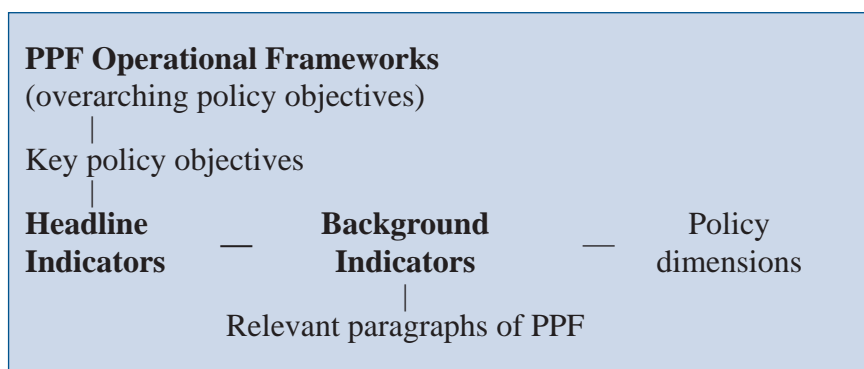 PPF Operational Frameworks
(overarching policy objectives)
|
Key policy objectives
|
Headline — Background — Policy
Indicators Indicators dimensions
|
Relevant paragraphs of PPF